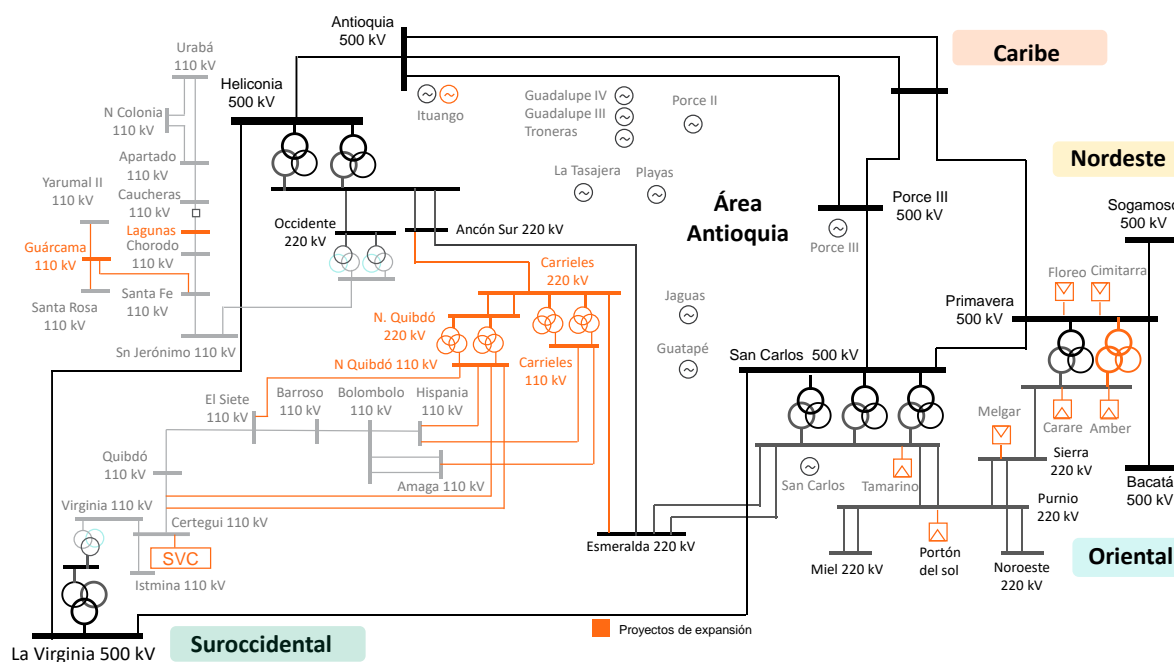 Antioquia
500 kV
Caribe
Urabá
110 kV
Heliconia
500 kV
Ituango
Guadalupe IV
Guadalupe III
Troneras
Porce II
N Colonia
110 kV
Apartado
110 kV
Nordeste
Yarumal II
110 kV
Caucheras
110 kV
La Tasajera
Playas
Porce III
500 kV
Sogamoso
500 kV
Área
Antioquia
Occidente
220 kV
Ancón Sur 220 kV
Lagunas
Chorodo
110 kV
Guárcama
110 kV
Porce III
Carrieles
220 kV
Floreo
Cimitarra
Santa Rosa
110 kV
Santa Fe
110 kV
Jaguas
Primavera
500 kV
N. Quibdó
220 kV
Guatapé
Sn Jerónimo 110 kV
San Carlos
500 kV
N Quibdó 110 kV
Carrieles
110 kV
El Siete
110 kV
Barroso
110 kV
Bolombolo
110 kV
Hispania
110 kV
Melgar
Carare
Amber
Sierra
220 kV
Quibdó
110 kV
Amaga 110 kV
San Carlos
Tamarino
Bacatá
500 kV
Virginia 110 kV
Certegui 110 kV
Purnio
220 kV
Esmeralda 220 kV
SVC
Istmina 110 kV
Miel 220 kV
Portón
del sol
Noroeste
220 kV
Oriental
La Virginia 500 kV
Suroccidental
Proyectos de expansión